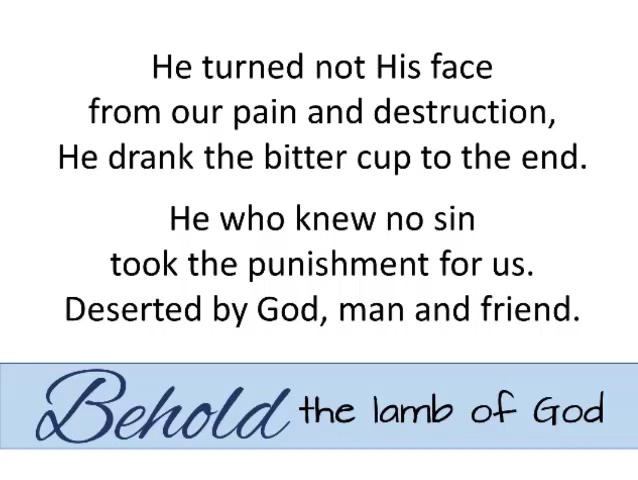 He turned not His face
from our pain and destruction,
He drank the bitter cup to the end.
He who knew no sin
took the punishment for us.
Deserted by God, man and friend.
Behold the lamb of God